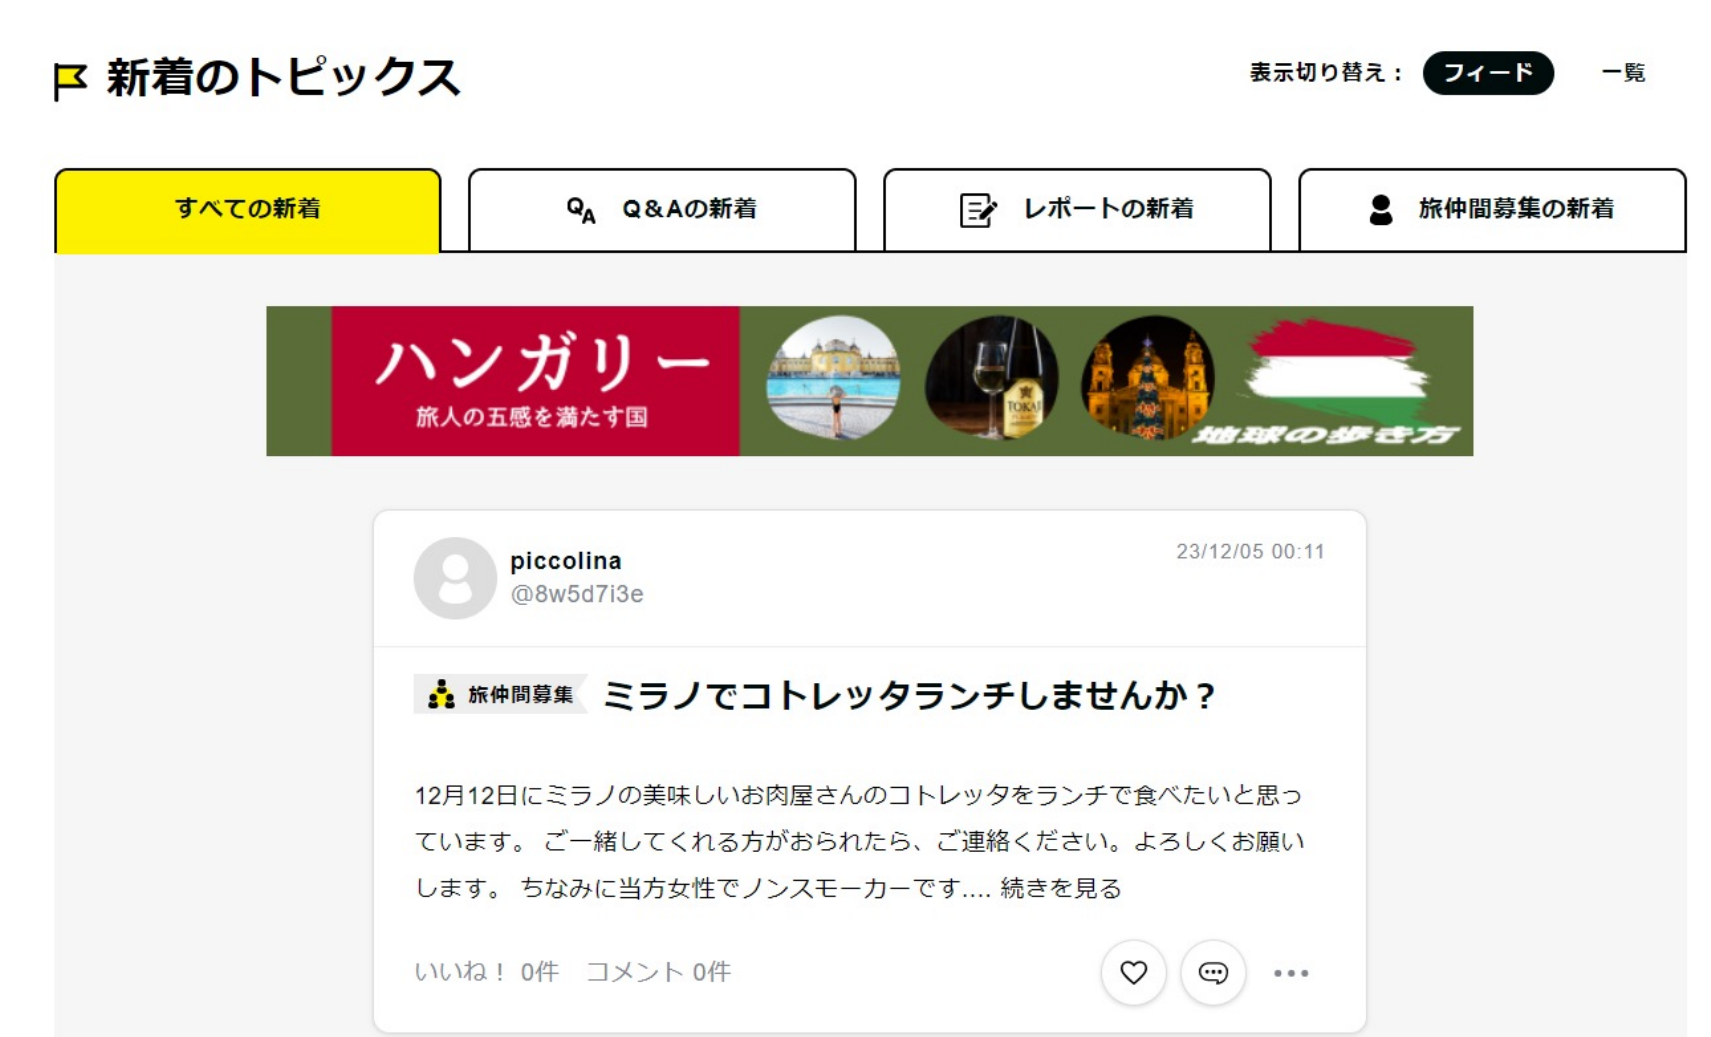 新着のトピックス
表示切り替え： フィード 一覧
すべての新着
QA Q&Aの新着
レポートの新着
旅仲間募集の新着
ハンガリー
旅人の五感を満たす国
TOKAJI
地球の歩き方
piccolina
23/12/05 00:11
@8w5d7i3e
旅仲間募集 ミラノでコトレッタランチしませんか？
12月12日にミラノの美味しいお肉屋さんのコトレッタをランチで食べたいと思っ
ています。 ご一緒してくれる方がおられたら、ご連絡ください。よろしくお願い
します。 ちなみに当方女性でノンスモーカーです.... 続きを見る
いいね！ 0件 コメント 0件